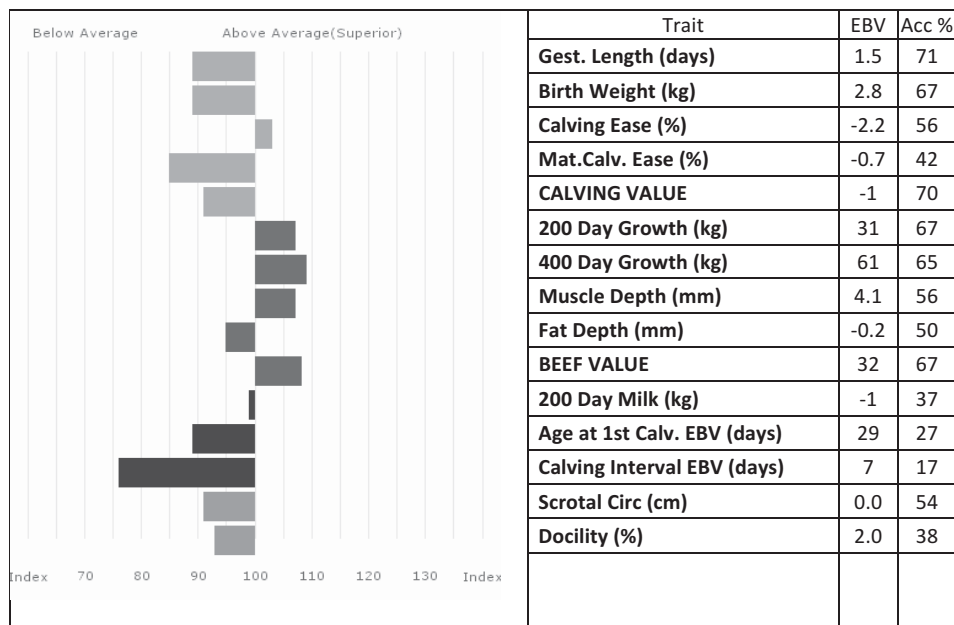 Below Average Above Average(Superior)
Trait EBV Acc %
Gest. Length (days) 1.5 71
Birth Weight (kg) 2.8 67
Calving Ease (%) -2.2 56
Mat.Calv. Ease (%) -0.7 42
CALVING VALUE -1 70
200 Day Growth (kg) 31 67
400 Day Growth (kg) 61 65
Muscle Depth (mm) 4.1 56
Fat Depth (mm) -0.2 50
BEEF VALUE 32 67
200 Day Milk (kg) -1 37
Age at 1st Calv. EBV (days) 29 27
Calving Interval EBV (days) 7 17
Scrotal Circ (cm) 0.0 54
Docility (%) 2.0 38
Index 70 80 90 100 110 120 130 Index